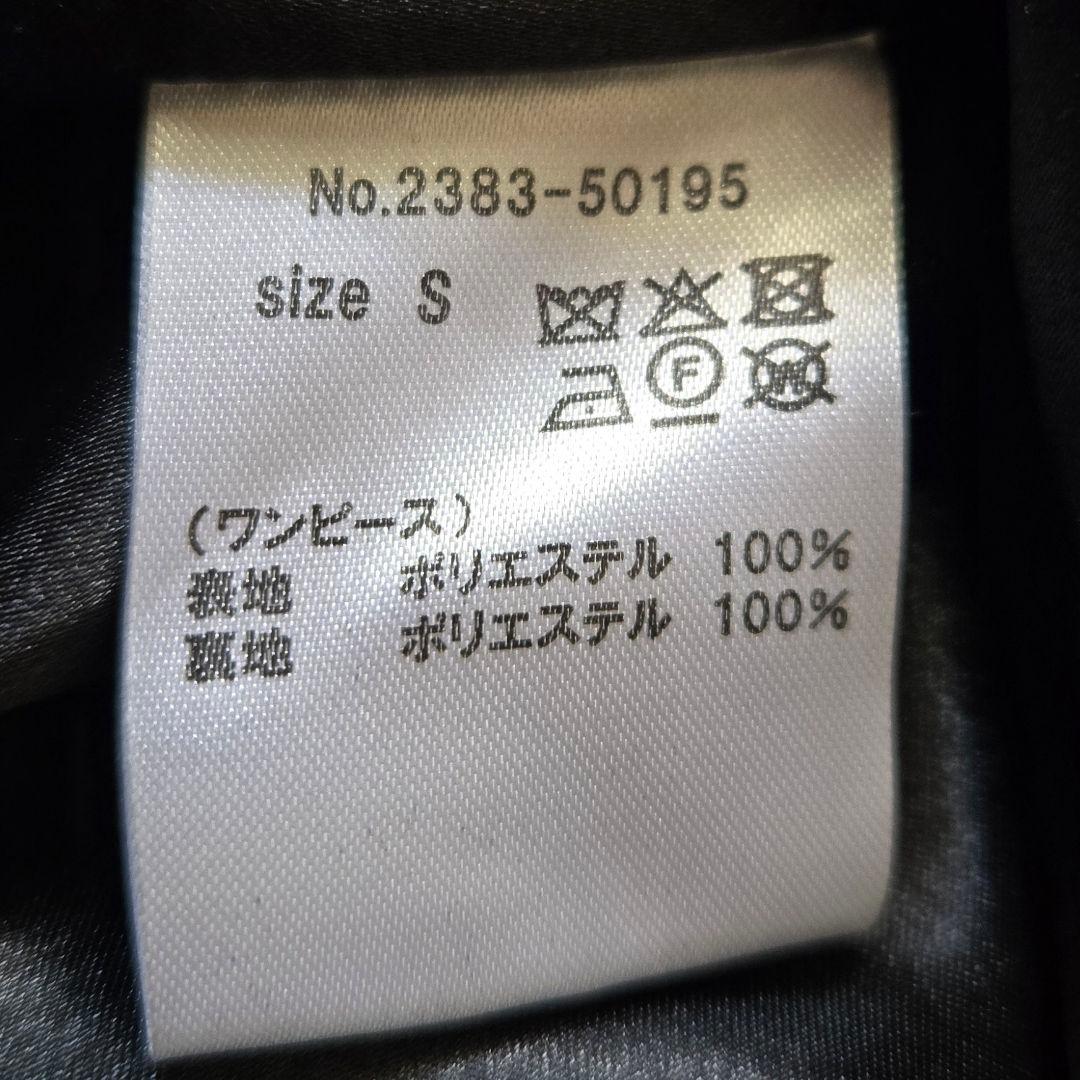 No.2383-50195
size S
F W
(ワンピース)
表地 ポリエステル 100%
裏地 ポリエステル 100%